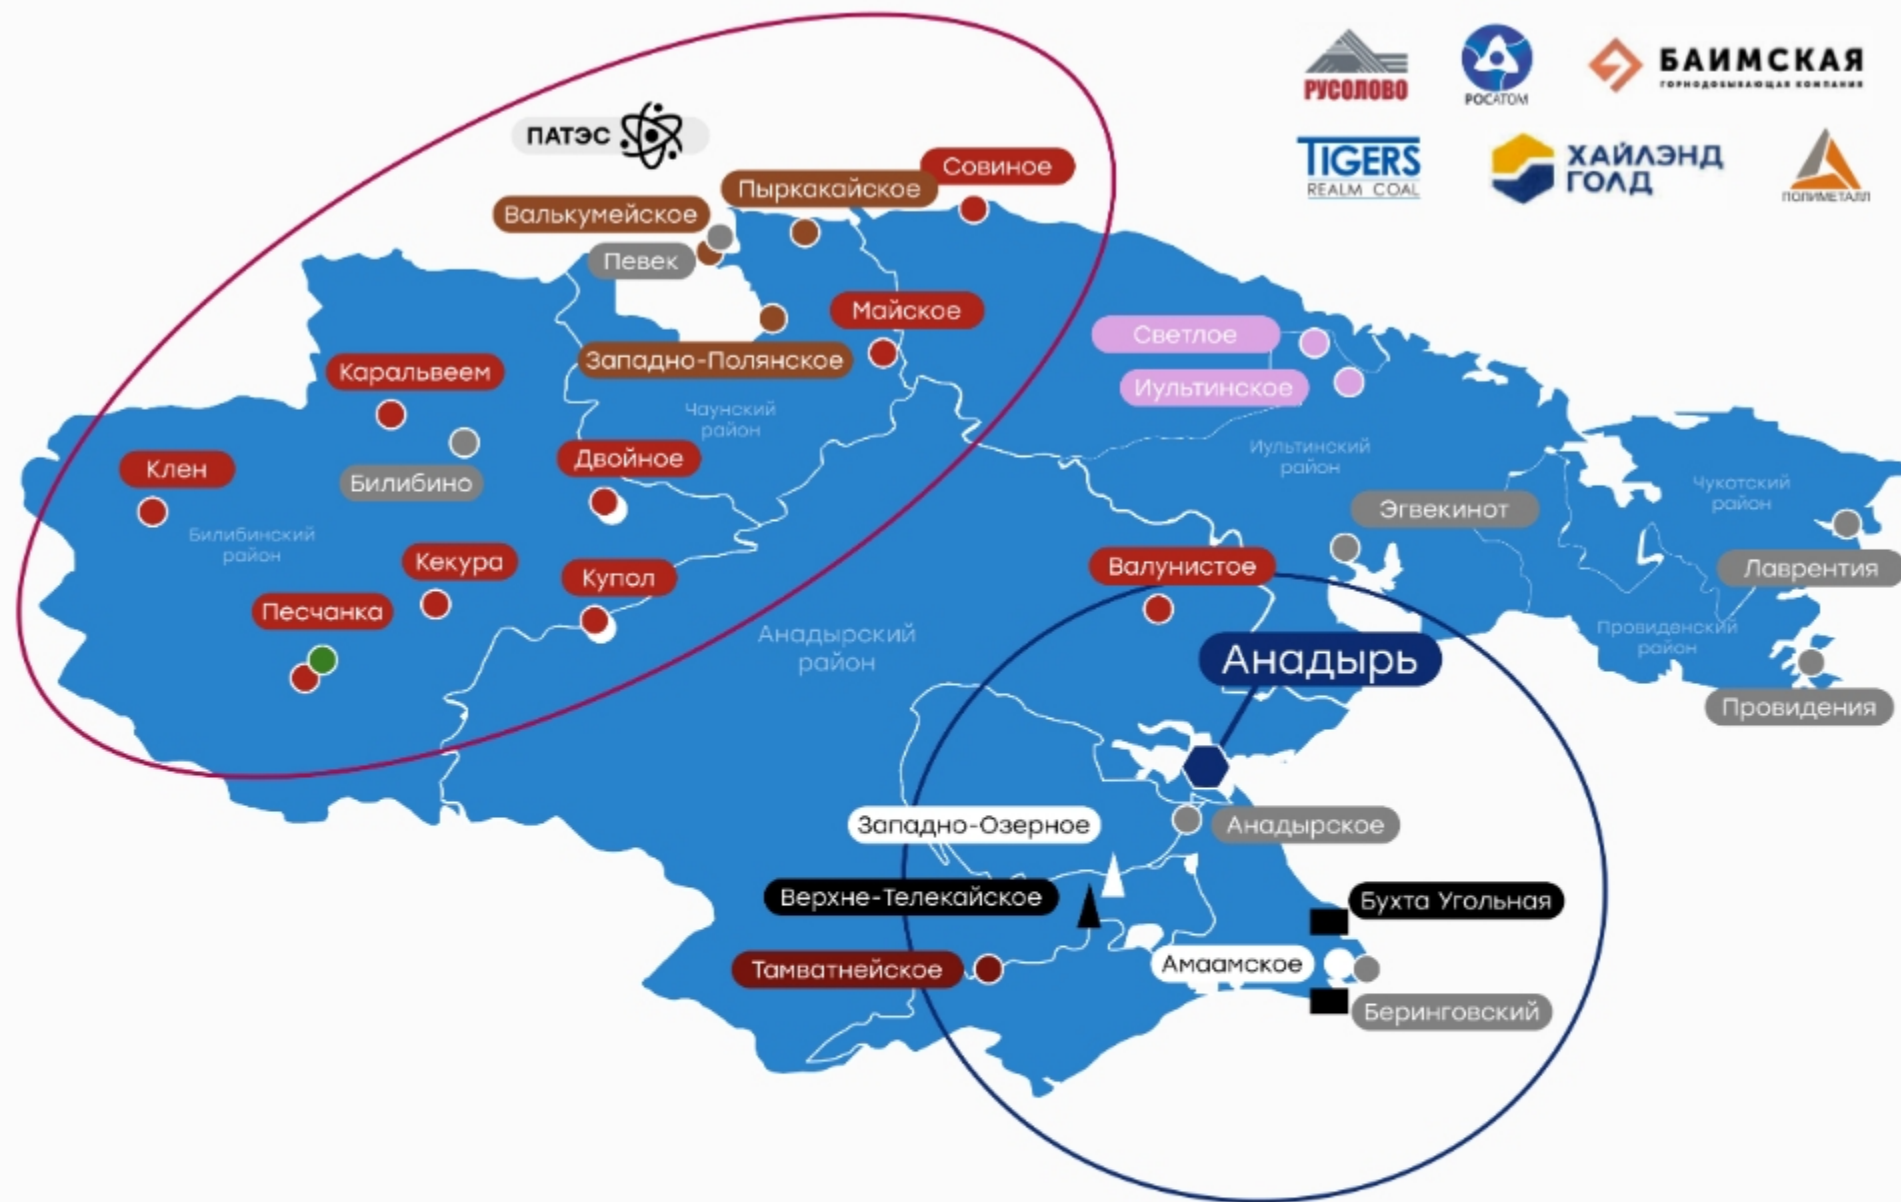 РУСОЛОВО
РОСАТОМ
БАИМСКАЯ
ГОРНОДОБЫВАЮЩАЯ КОМПАНИЯ
TIGERS
REALM COAL
ХАЙЛЭНД
ГОЛД
ПОЛИМЕТАЛЛ
ПАТЭС
Совиное
Пыркакайское
Валькумейское
Певек
Майское
Западно-Полянское
Светлое
Иультинское
Каральвеем
Чаунский
район
Иультинский
район
Клен
Билибино
Двойное
Чукотский
район
Эгвекинот
Билибинский
район
Кекура
Купол
Валунистое
Лаврентия
Песчанка
Анадырский
район
Провиденский
район
Анадырь
Провидения
Западно-Озерное
Анадырское
Верхне-Телекайское
Бухта Угольная
Тамватнейское
Амаамское
Беринговский